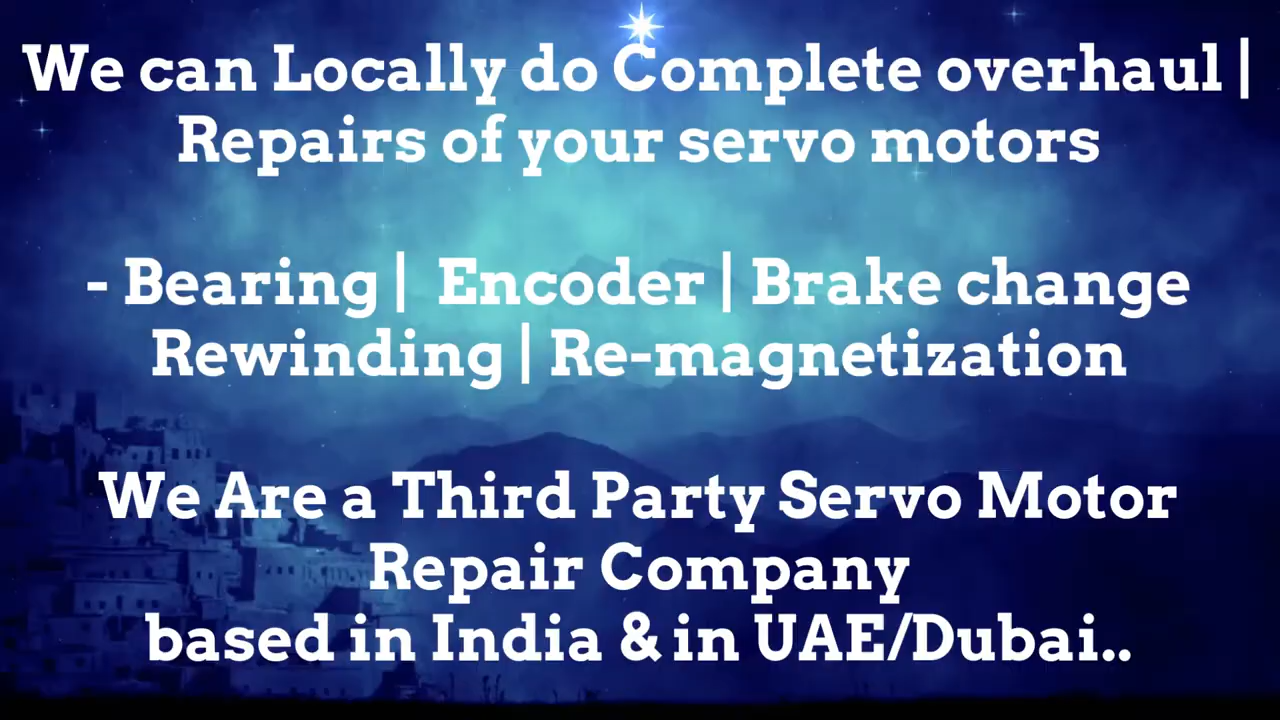 We can Locally do Complete overhaul |
Repairs of your servo motors
- Bearing | Encoder | Brake change
Rewinding | Re-magnetization
We Are a Third Party Servo Motor
Repair Company
based in India & in UAE/Dubai..